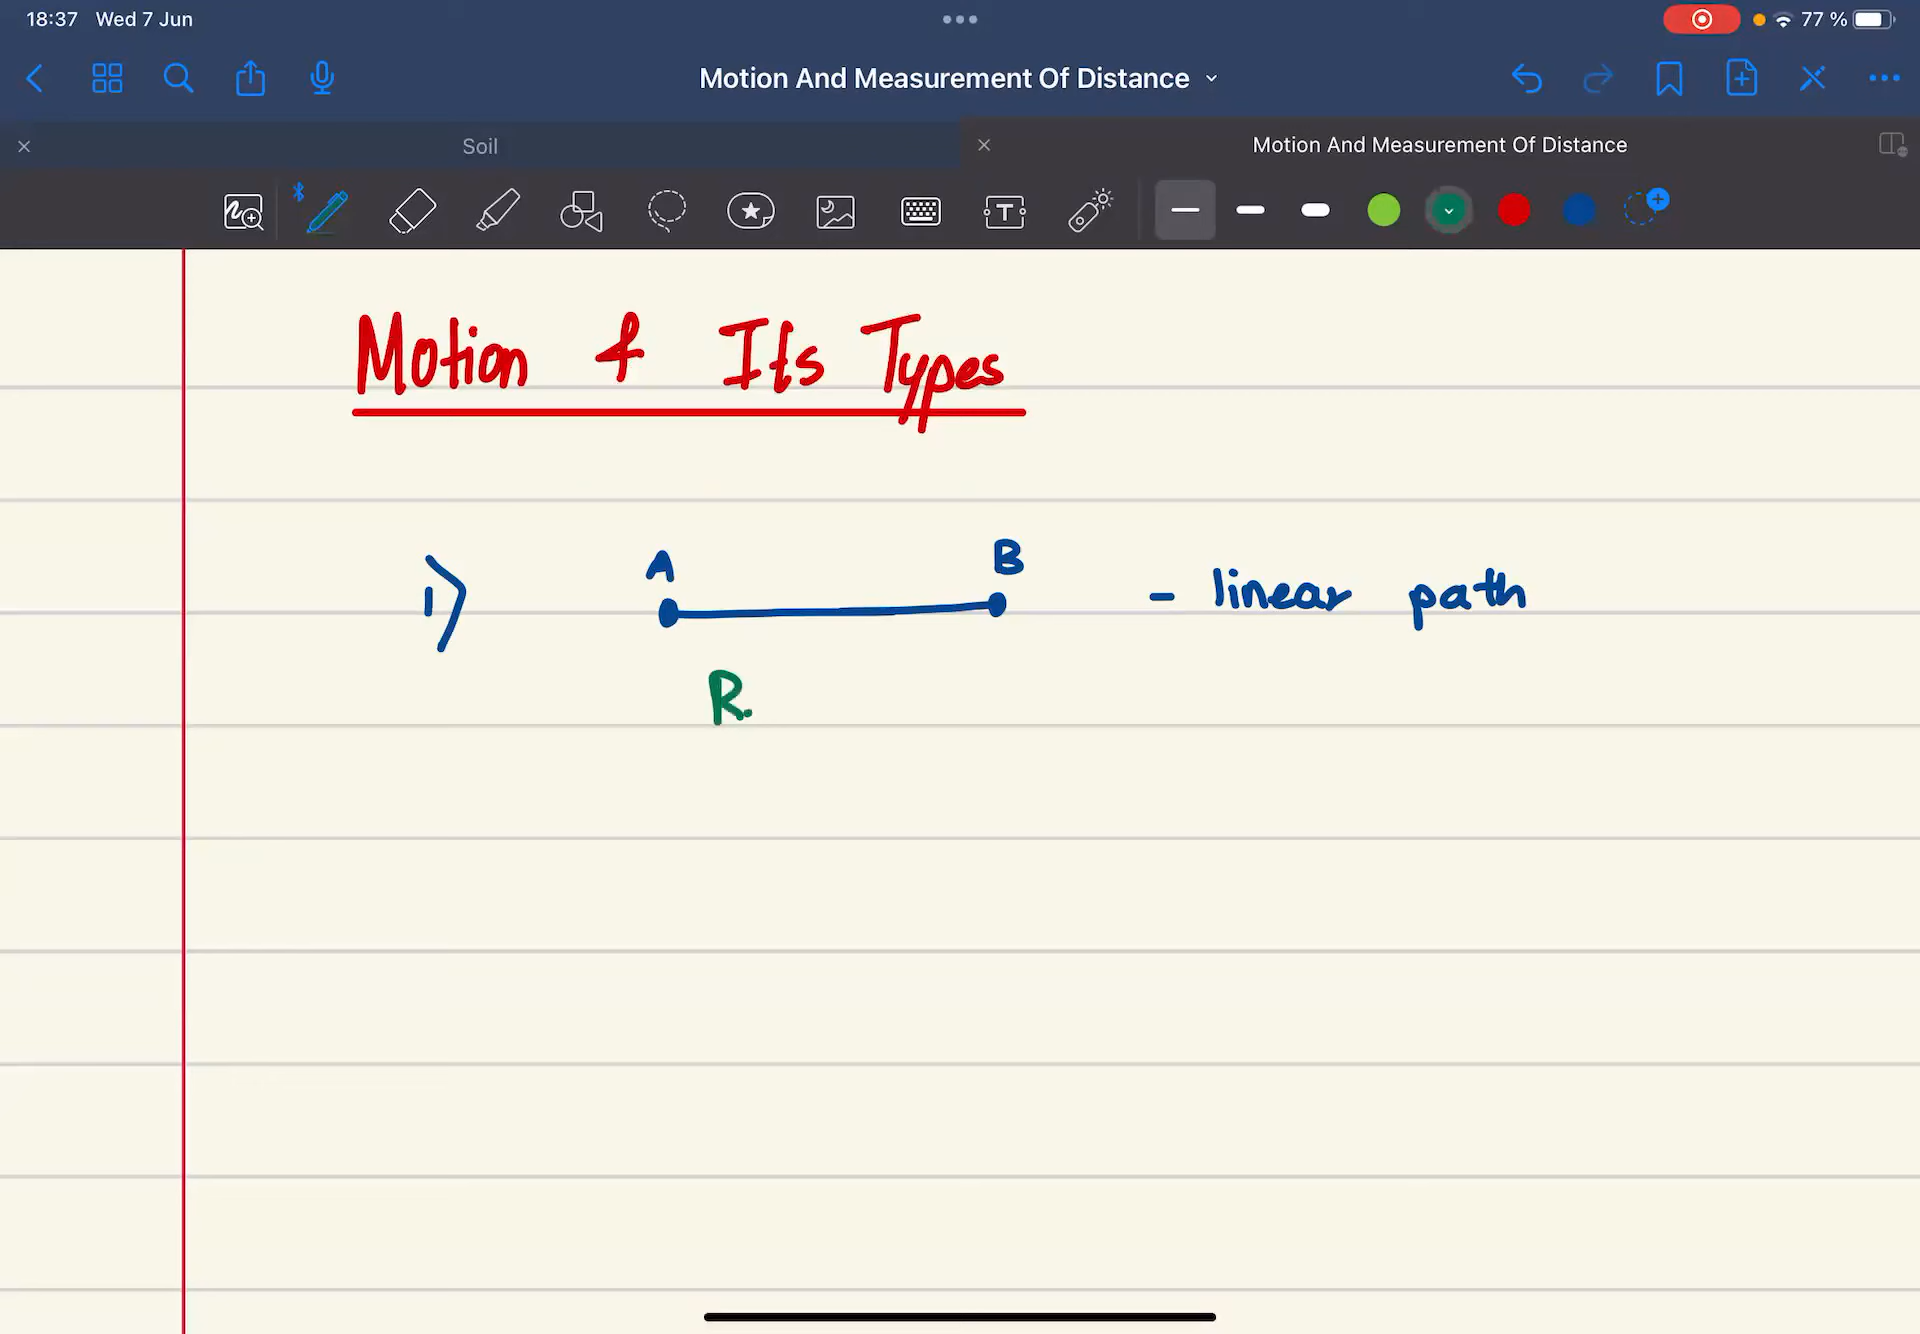 18:37 Wed 7 Jun
77 %
Motion And Measurement Of Distance
Soil
Motion And Measurement Of Distance
T
Motion & Its Types
1) A B - linear path
R.